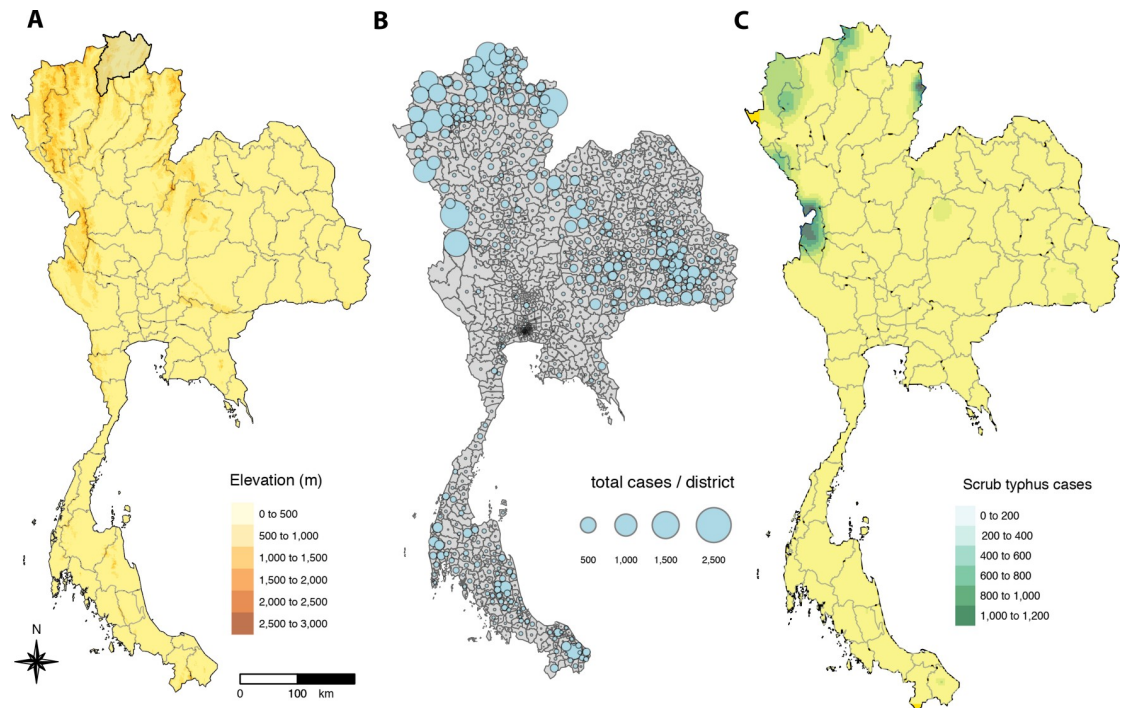 A
B
C
Elevation (m)
0 to 500
500 to 1,000
1,000 to 1,500
1,500 to 2,000
2,000 to 2,500
2,500 to 3,000
N
0 100 km
total cases / district
500 1,000 1,500 2,500
Scrub typhus cases
0 to 200
200 to 400
400 to 600
600 to 800
800 to 1,000
1,000 to 1,200